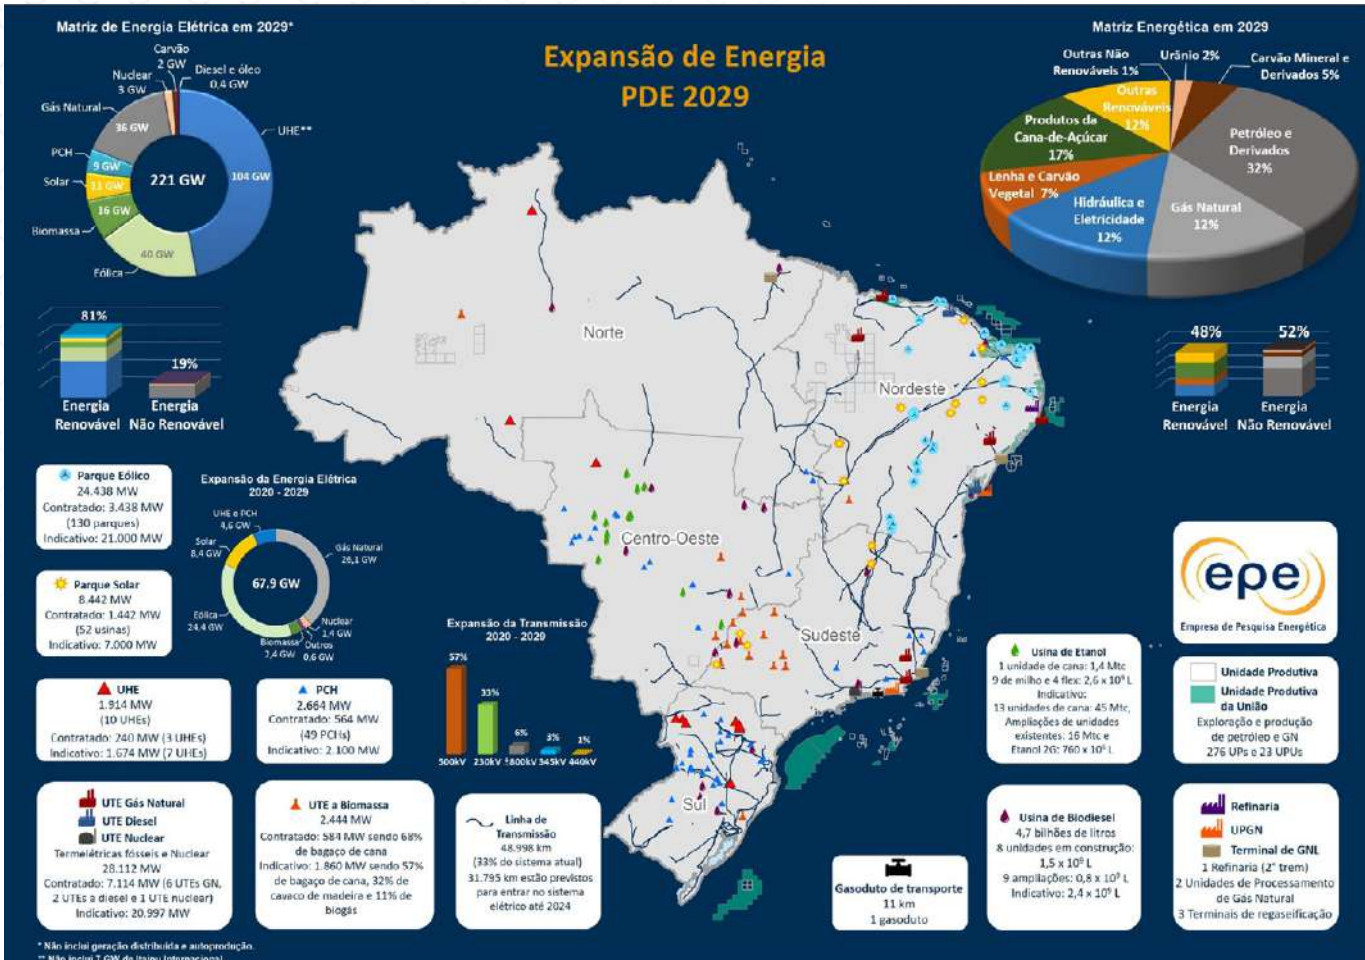 Matriz de Energia Elétrica em 2029*
Carvão
2 GW
Diesel e óleo
0,4 GW
Nuclear
3 GW
Gás Natural
36 GW
UHE**
PCH
9 GW
Solar
11 GW
221 GW
104 GW
16 GW
Biomassa
40 GW
Eólica
81%
19%
Energia
Renovável
Energia
Não Renovável
Expansão de Energia
PDE 2029
Matriz Energética em 2029
Outras Não
Renováveis 1%
Urânio 2%
Carvão Mineral e
Derivados 5%
Outras
Renováveis
12%
Produtos da
Cana-de-Açúcar
17%
Petróleo e
Derivados
32%
Lenha e Carvão
Vegetal 7%
Hidráulica e
Eletricidade
12%
Gás Natural
12%
48%
52%
Energia
Renovável
Energia
Não Renovável
Norte
Nordeste
Centro-Oeste
Sudeste
Sul
Parque Eólico
24.438 MW
Contratado: 3.438 MW
(130 parques)
Indicativo: 21.000 MW
Parque Solar
8.442 MW
Contratado: 1.442 MW
(52 usinas)
Indicativo: 7.000 MW
Expansão da Energia Elétrica
2020 - 2029
UHE e PCH
4,6 GW
Solar
8,4 GW
Gás Natural
26,1 GW
67.9 GW
Eólica
24,4 GW
Nuclear
1,4 GW
Biomassa
2,4 GW
Outros
0,6 GW
UHE
1.914 MW
(10 UHEs)
Contratado: 240 MW (3 UHEs)
Indicativo: 1.674 MW (7 UHEs)
PCH
2.664 MW
Contratado: 564 MW
(49 PCHs)
Indicativo: 2.100 MW
Expansão da Transmissão
2020 - 2029
57%
33%
6%
3%
1%
500kV
230kV
±800kV
345kV
440kV
UTE Gás Natural
UTE Diesel
UTE Nuclear
Termelétricas fósseis e Nuclear
28.112 MW
Contratado: 7.114 MW (6 UTEs GN,
2 UTEs a diesel e 1 UTE nuclear)
Indicativo: 20.997 MW
UTE a Biomassa
2.444 MW
Contratado: 584 MW sendo 68%
de bagaço de cana
Indicativo: 1.860 MW sendo 57%
de bagaço de cana, 32% de
cavaco de madeira e 11% de
biogás
Linha de
Transmissão
48.998 km
(33% do sistema atual)
31.795 km estão previstos
para entrar no sistema
elétrico até 2024
Gasoduto de transporte
11 km
1 gasoduto
Usina de Etanol
1 unidade de cana: 1,4 Mtc
9 de milho e 4 flex: 2,6 x 10⁹ L
Indicativo:
13 unidades de cana: 45 Mtc,
Ampliações de unidades
existentes: 16 Mtc e
Etanol 2G: 760 x 10⁶ L
Usina de Biodiesel
4,7 bilhões de litros
8 unidades em construção:
1,5 x 10⁹ L
9 ampliações: 0,8 x 10⁹ L
Indicativo: 2,4 x 10⁹ L
epe
Empresa de Pesquisa Energética
Unidade Produtiva
Unidade Produtiva
da União
Exploração e produção
de petróleo e GN
276 UPs e 23 UPUs
Refinaria
UPGN
Terminal de GNL
1 Refinaria (2° trem)
2 Unidades de Processamento
de Gás Natural
3 Terminais de regaseificação
* Não inclui geração distribuída e autoprodução.
** Não inclui 7 GW de Itaipu Internacional